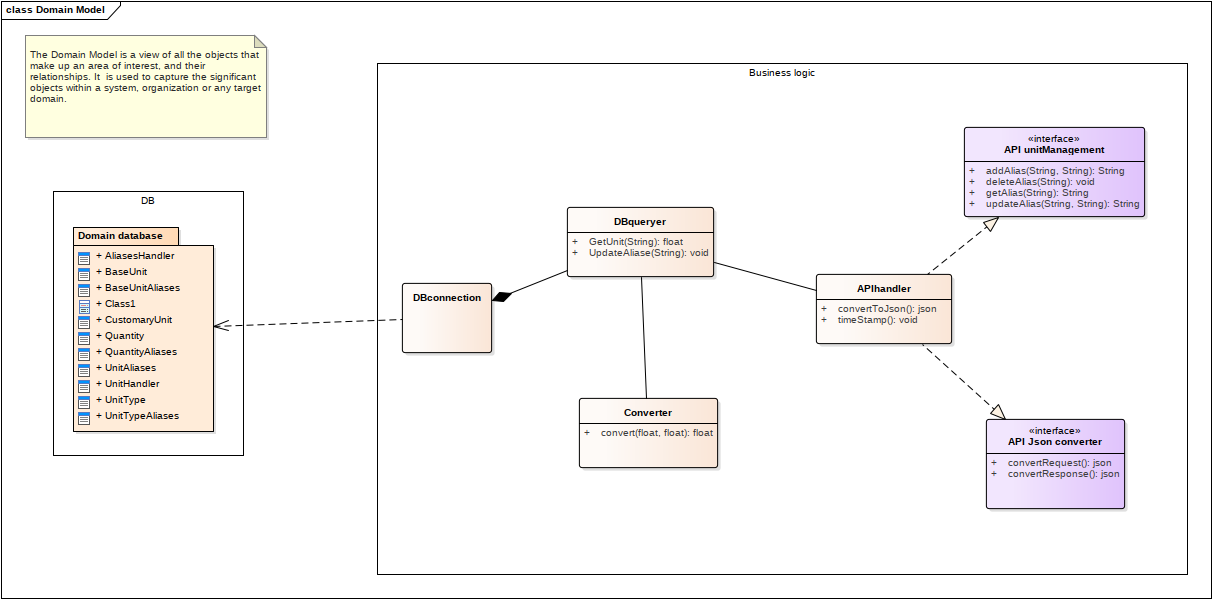 class Domain Model
The Domain Model is a view of all the objects that
make up an area of interest, and their
relationships. It  is used to capture the significant
objects within a system, organization or any target
domain.
DB
Domain database
+ AliasesHandler
+ BaseUnit
+ BaseUnitAliases
+ Class1
+ CustomaryUnit
+ Quantity
+ QuantityAliases
+ UnitAliases
+ UnitHandler
+ UnitType
+ UnitTypeAliases
Business logic
DBconnection
DBqueryer
+ GetUnit(String): float
+ UpdateAliase(String): void
Converter
+ convert(float, float): float
APIhandler
+ convertToJson(): json
+ timeStamp(): void
«interface»
API unitManagement
+ addAlias(String, String): String
+ deleteAlias(String): void
+ getAlias(String): String
+ updateAlias(String, String): String
«interface»
API Json converter
+ convertRequest(): json
+ convertResponse(): json